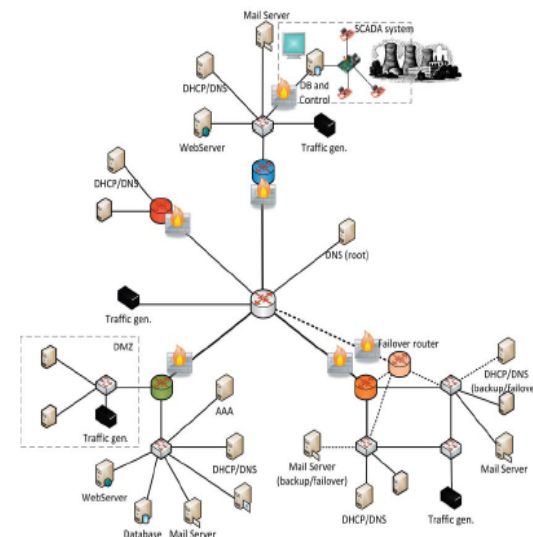 Mail Server
SCADA system
DHCP/DNS
DB and
Control
WebServer
Traffic gen.
DHCP/DNS
DNS (root)
Traffic gen.
DMZ
Failover router
DHCP/DNS
(backup/failove
AAA
Traffic gen.
DHCP/DNS
Mail Server
(backup/failover)
Mail Server
WebServer
DHCP/DNS
Traffic gen.
Database
Mail Server